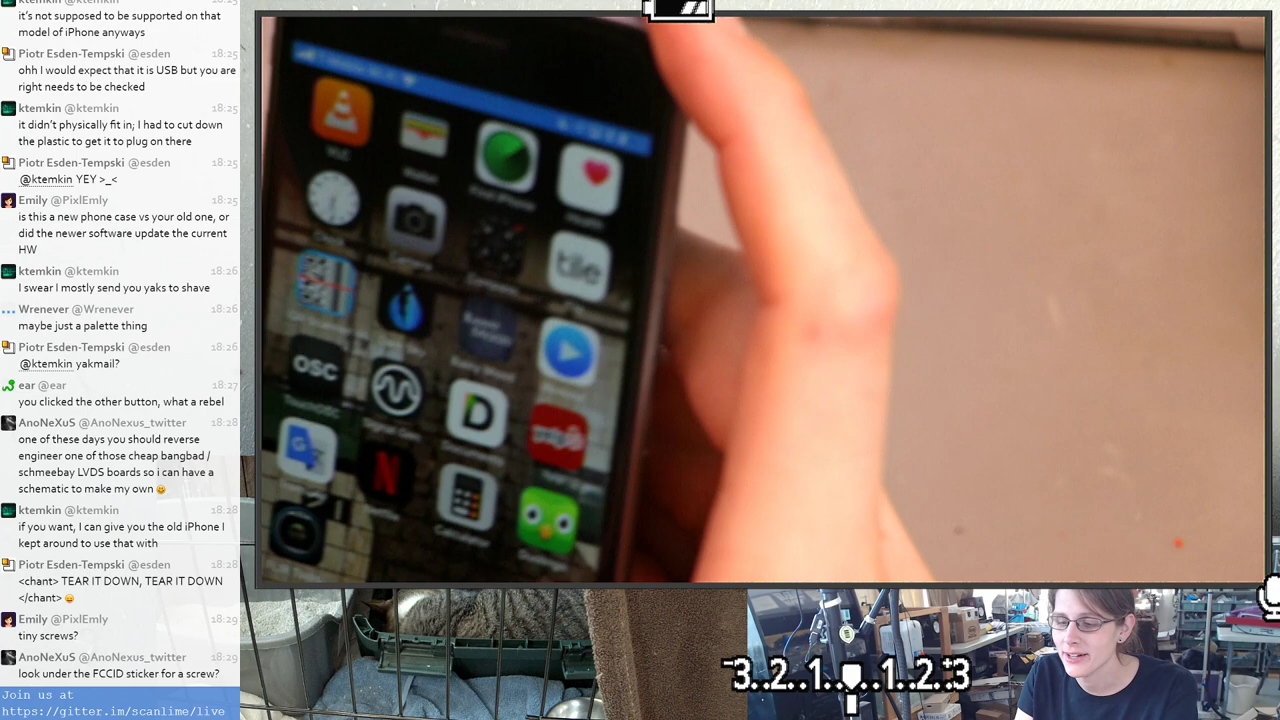 ktemkin @ktemkin
it's not supposed to be supported on that
model of iPhone anyways
Piotr Esden-Tempski @esden 18:25
ohh I would expect that it is USB but you are
right needs to be checked
ktemkin @ktemkin 18:25
it didn't physically fit in; I had to cut down
the plastic to get it to plug on there
Piotr Esden-Tempski @esden 18:25
@ktemkin YEY >_<
Emily @PixlEmly 18:25
is this a new phone case vs your old one, or
did the newer software update the current
HW
ktemkin @ktemkin 18:26
I swear I mostly send you yaks to shave
Wrenever @Wrenever 18:26
maybe just a palette thing
Piotr Esden-Tempski @esden 18:26
@ktemkin yakmail?
ear @ear 18:27
you clicked the other button, what a rebel
AnoNeXuS @AnoNexus_twitter 18:28
one of these days you should reverse
engineer one of those cheap bangbad /
schmeebay LVDS boards so i can have a
schematic to make my own
ktemkin @ktemkin 18:28
if you want, I can give you the old iPhone I
kept around to use that with
Piotr Esden-Tempski @esden 18:28
<chant> TEAR IT DOWN, TEAR IT DOWN
</chant>
Emily @PixlEmly 18:29
tiny screws?
AnoNeXuS @AnoNexus_twitter 18:29
look under the FCCID sticker for a screw?
Join us at
https://gitter.im/scanlime/live
VLC
tile
OSC
D
yelp
N
-3..2..1.. ..1..2..+3